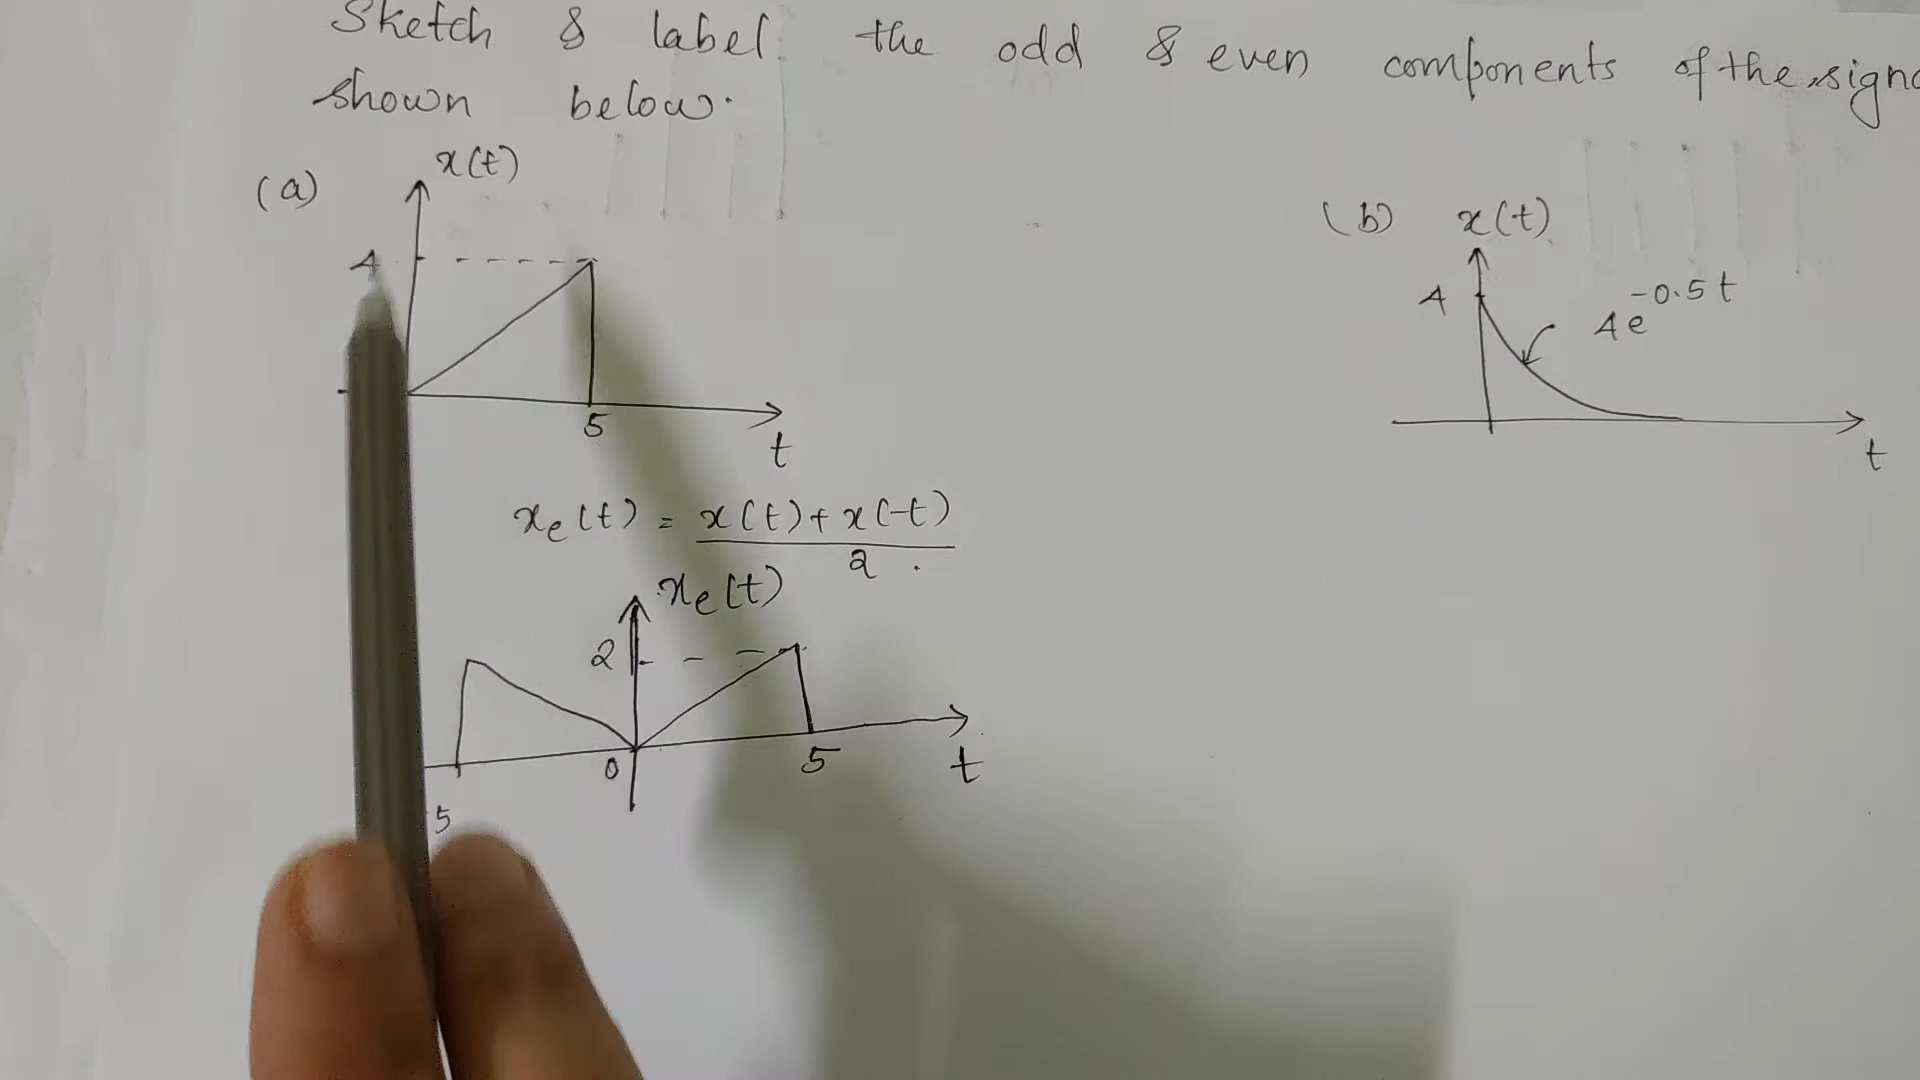 Sketch & label the odd & even components of the signa
shown below.
(a)
x(t)
4
5
t
(b) x(t)
4
4e^-0.5t
t
xe(t) = x(t)+x(-t)
2
xe(t)
2
0
5
t
5